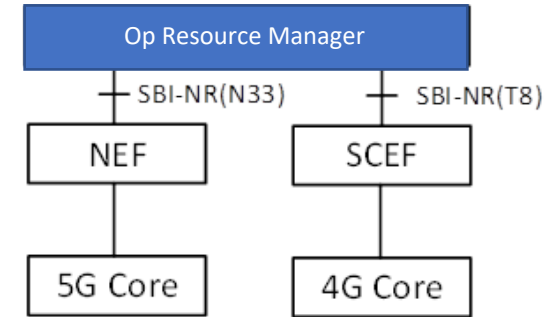 Op Resource Manager
SBI-NR(N33)
SBI-NR(T8)
NEF
SCEF
5G Core
4G Core